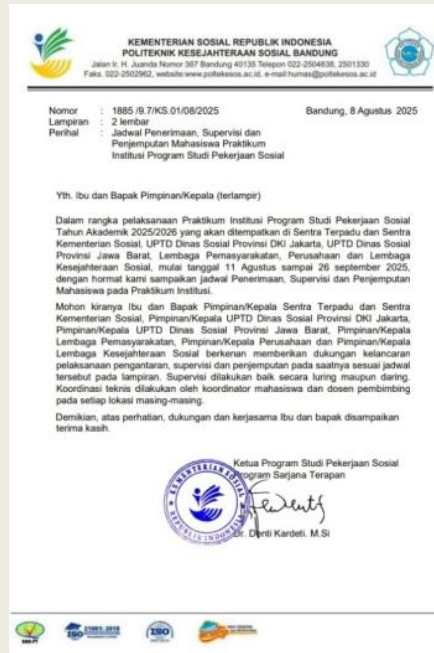 KEMENTERIAN SOSIAL REPUBLIK INDONESIA
POLITEKNIK KESEJAHTERAAN SOSIAL BANDUNG
Jalan Ir. H. Juanda Nomor 367 Bandung 40135 Telepon 022-2504838, 2501330
Faks. 022-2502962, website:www.poltekesos.ac.id, e-mail:humas@poltekesos.ac.id
Nomor : 1885 /9.7/KS.01/08/2025 Bandung, 8 Agustus 2025
Lampiran : 2 lembar
Perihal : Jadwal Penerimaan, Supervisi dan
Penjemputan Mahasiswa Praktikum
Institusi Program Studi Pekerjaan Sosial
Yth. Ibu dan Bapak Pimpinan/Kepala (terlampir)
Dalam rangka pelaksanaan Praktikum Institusi Program Studi Pekerjaan Sosial
Tahun Akademik 2025/2026 yang akan ditempatkan di Sentra Terpadu dan Sentra
Kementerian Sosial, UPTD Dinas Sosial Provinsi DKI Jakarta, UPTD Dinas Sosial
Provinsi Jawa Barat, Lembaga Pemasyarakatan, Perusahaan dan Lembaga
Kesejahteraan Sosial, mulai tanggal 11 Agustus sampai 26 september 2025,
dengan hormat kami sampaikan jadwal Penerimaan, Supervisi dan Penjemputan
Mahasiswa pada Praktikum Institusi.
Mohon kiranya Ibu dan Bapak Pimpinan/Kepala Sentra Terpadu dan Sentra
Kementerian Sosial, Pimpinan/Kepala UPTD Dinas Sosial Provinsi DKI Jakarta,
Pimpinan/Kepala UPTD Dinas Sosial Provinsi Jawa Barat, Pimpinan/Kepala
Lembaga Pemasyarakatan, Pimpinan/Kepala Perusahaan dan Pimpinan/Kepala
Lembaga Kesejahteraan Sosial berkenan memberikan dukungan kelancaran
pelaksanaan pengantaran, supervisi dan penjemputan pada saatnya sesuai jadwal
tersebut pada lampiran. Supervisi dilakukan baik secara luring maupun daring.
Koordinasi teknis dilakukan oleh koordinator mahasiswa dan dosen pembimbing
pada setiap lokasi masing-masing.
Demikian, atas perhatian, dukungan dan kerjasama Ibu dan bapak disampaikan
terima kasih.
Ketua Program Studi Pekerjaan Sosial
Program Sarjana Terapan
KEMENTERIAN SOSIAL
REPUBLIK INDONESIA
Dr. Denti Kardeti. M.Si